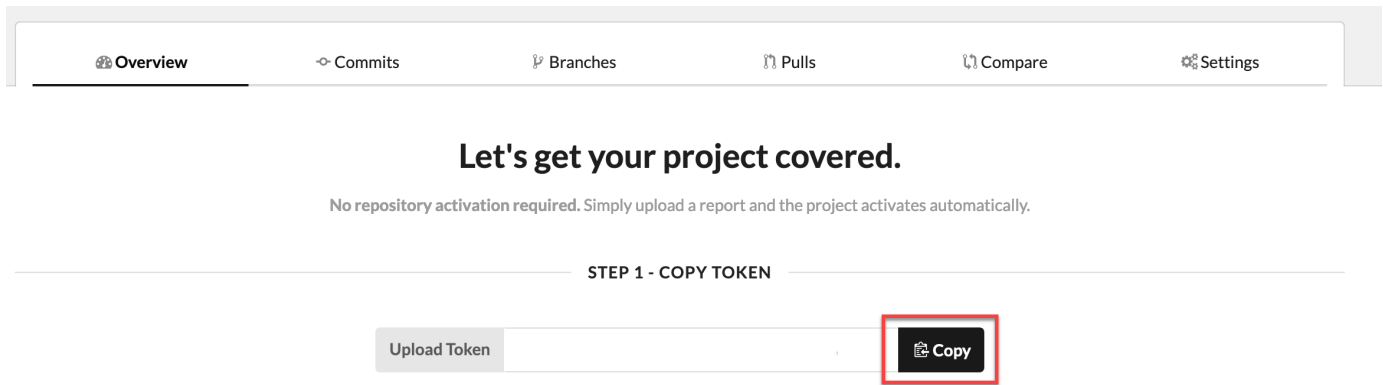 Overview Commits Branches Pulls Compare Settings
Let's get your project covered.
No repository activation required. Simply upload a report and the project activates automatically.
STEP 1 - COPY TOKEN
Upload Token Copy